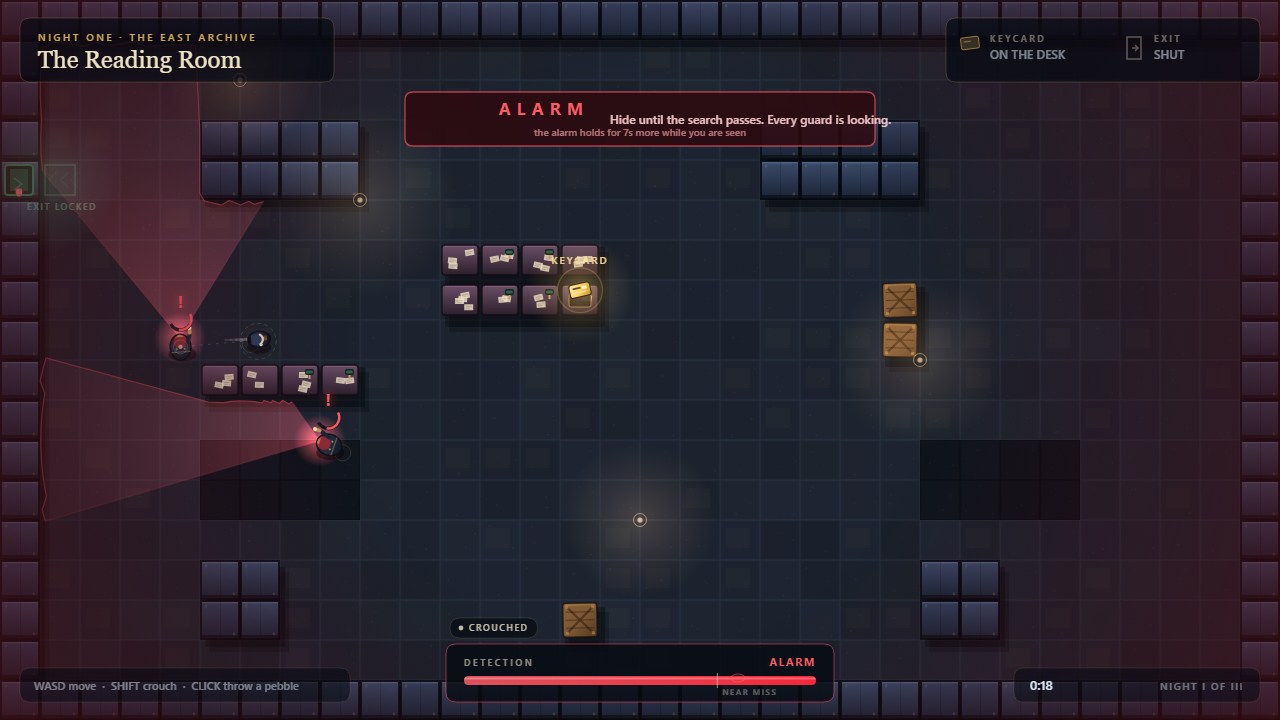 NIGHT ONE · THE EAST ARCHIVE
The Reading Room
KEYCARD
ON THE DESK
EXIT
SHUT
ALARM
Hide until the search passes. Every guard is looking.
the alarm holds for 7s more while you are seen
EXIT LOCKED
KEYCARD
!
!
CROUCHED
DETECTION
ALARM
NEAR MISS
WASD move · SHIFT crouch · CLICK throw a pebble
0:18
NIGHT I OF III